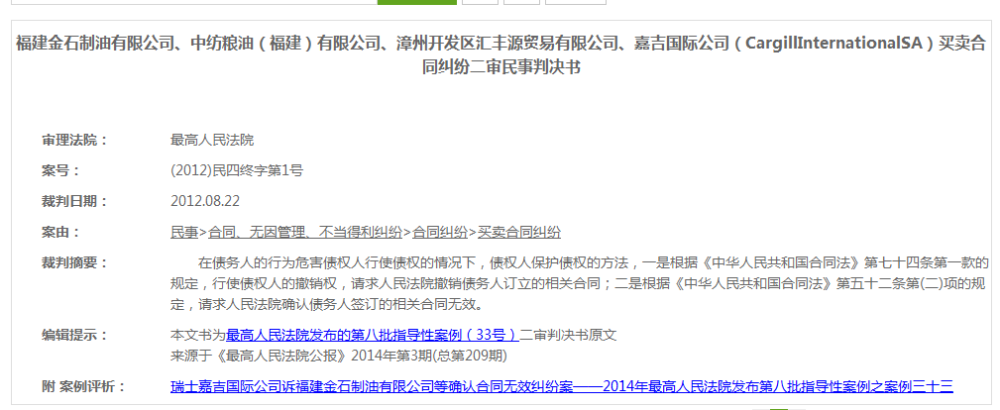 福建金石制油有限公司、中纺粮油（福建）有限公司、漳州开发区汇丰源贸易有限公司、嘉吉国际公司（CargillInternationalSA）买卖合
同纠纷二审民事判决书
审理法院： 最高人民法院
案号： (2012)民四终字第1号
裁判日期： 2012.08.22
案由： 民事>合同、无因管理、不当得利纠纷>合同纠纷>买卖合同纠纷
裁判摘要： 在债务人的行为危害债权人行使债权的情况下，债权人保护债权的方法，一是根据《中华人民共和国合同法》第七十四条第一款的
规定，行使债权人的撤销权，请求人民法院撤销债务人订立的相关合同；二是根据《中华人民共和国合同法》第五十二条第(二)项的规
定，请求人民法院确认债务人签订的相关合同无效。
编辑提示： 本文书为最高人民法院发布的第八批指导性案例（33号）二审判决书原文
来源于《最高人民法院公报》2014年第3期(总第209期)
附 案例评析： 瑞士嘉吉国际公司诉福建金石制油有限公司等确认合同无效纠纷案——2014年最高人民法院发布第八批指导性案例之案例三十三